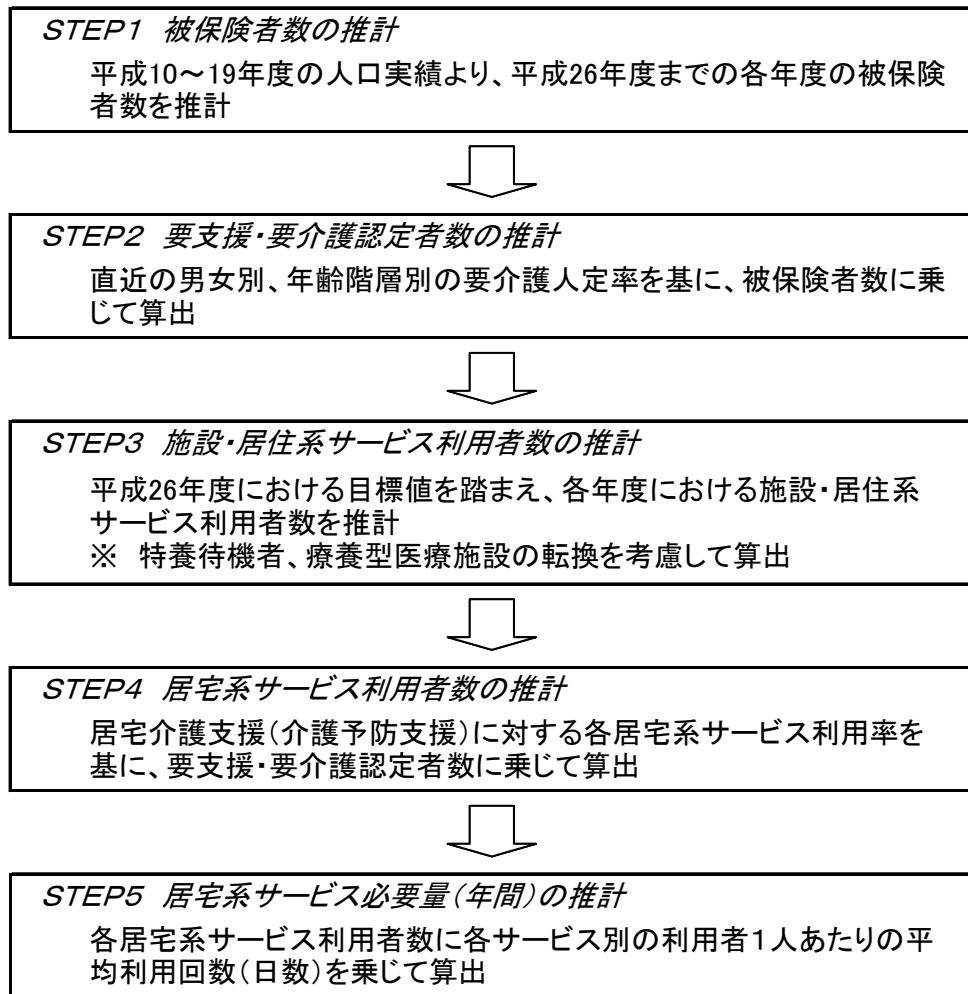 STEP1 被保険者数の推計
平成10～19年度の人口実績より、平成26年度までの各年度の被保険
者数を推計
STEP2 要支援・要介護認定者数の推計
直近の男女別、年齢階層別の要介護人定率を基に、被保険者数に乗
じて算出
STEP3 施設・居住系サービス利用者数の推計
平成26年度における目標値を踏まえ、各年度における施設・居住系
サービス利用者数を推計
※ 特養待機者、療養型医療施設の転換を考慮して算出
STEP4 居宅系サービス利用者数の推計
居宅介護支援（介護予防支援）に対する各居宅系サービス利用率を
基に、要支援・要介護認定者数に乗じて算出
STEP5 居宅系サービス必要量（年間）の推計
各居宅系サービス利用者数に各サービス別の利用者１人あたりの平
均利用回数（日数）を乗じて算出